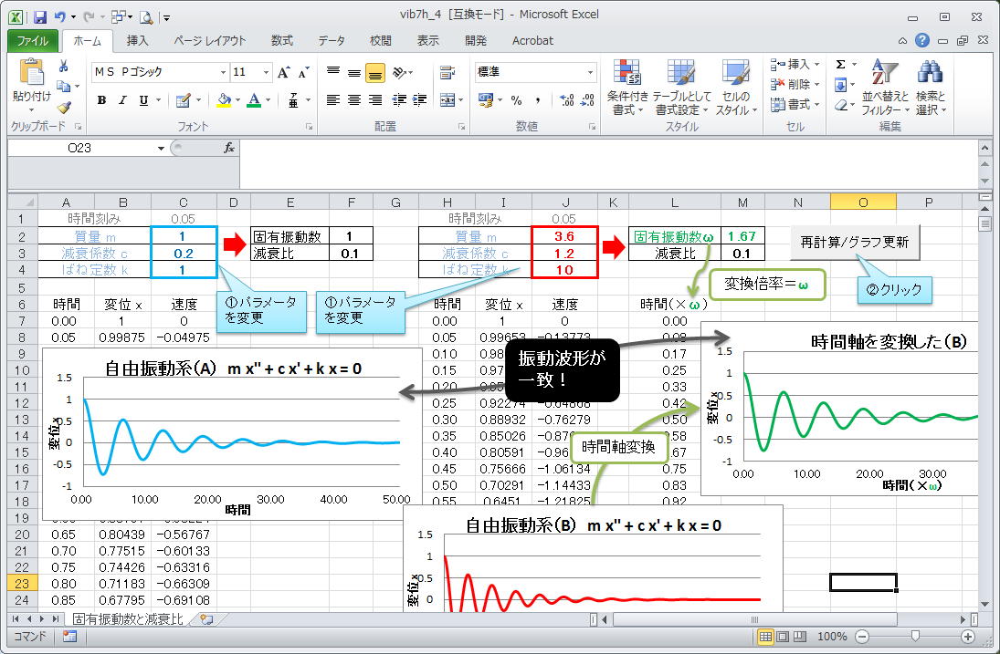 vib7h_4 [互換モード] - Microsoft Excel
ファイル ホーム 挿入 ページ レイアウト 数式 データ 校閲 表示 開発 Acrobat
貼り付け
クリップボード
ＭＳ Ｐゴシック 11
B I U
フォント
配置
標準
数値
条件付き書式 テーブルとして書式設定 セルのスタイル
スタイル
挿入
削除
書式
セル
並べ替えとフィルター 検索と選択
編集
O23 fx
A B C D E F G H I J K L M N O P
1 時間刻み 0.05 時間刻み 0.05
2 質量 m 1 固有振動数 1 質量 m 3.6 固有振動数ω 1.67
3 減衰係数 c 0.2 減衰比 0.1 減衰係数 c 1.2 減衰比 0.1
4 ばね定数 k 1 ばね定数 k 10
再計算/グラフ更新
②クリック
変換倍率＝ω
①パラメータを変更
①パラメータを変更
5
6 時間 変位 x 速度 時間 変位 x 速度 時間(×ω)
7 0.00 1 0 0.00 1 0 0.00
8 0.05 0.99875 -0.04975 0.05 0.99653 -0.13773 0.08
9 0.10 0.17
10 0.15 0.25
11 0.20 0.33
12 0.25 0.92274 -0.64868 0.42
13 0.30 0.88932 -0.76279 0.50
14 0.35 0.85026
15 0.40 0.80591
16 0.45 0.75666 -1.06134 0.75
17 0.50 0.70291 -1.14433 0.83
18 0.55 0.6451 -1.21825 0.92
19
20 0.65 0.80439 -0.56767
21 0.70 0.77515 -0.60133
22 0.75 0.74426 -0.63316
23 0.80 0.71183 -0.66309
24 0.85 0.67795 -0.69108
振動波形が
一致！
時間軸変換
自由振動系(A) m x'' + c x' + k x = 0
変位x
1.5
1
0.5
0
-0.5
-1
0.00 10.00 20.00 30.00 40.00 50.00
時間
時間軸を変換した(B)
変位x
1.5
1
0.5
0
-0.5
-1
0.00 10.00 20.00 30.00
時間(×ω)
自由振動系(B) m x'' + c x' + k x = 0
変位x
1.5
1
0.5
0
固有振動数と減衰比
コマンド 100%